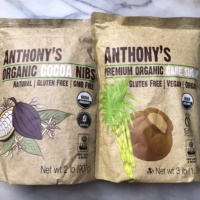 ANTHONY'S
ORGANIC COCOA NIBS
NATURAL | GLUTEN FREE | GMO FREE
Net wt 2 lb
ANTHONY'S
PREMIUM ORGANIC CANE
GLUTEN FREE | VEGAN |
Net wt 3 lb